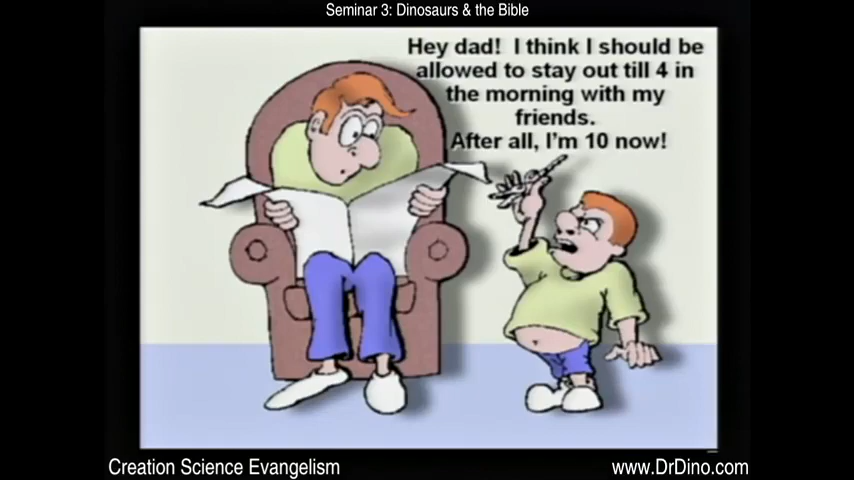 Seminar 3: Dinosaurs & the Bible
Hey dad!  I think I should be
allowed to stay out till 4 in
the morning with my
friends.
After all, I'm 10 now!
Creation Science Evangelism
www.DrDino.com